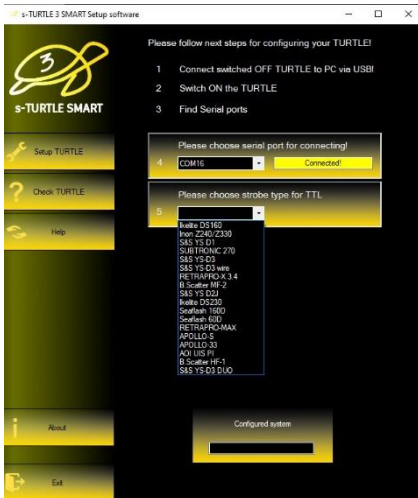 s-TURTLE 3 SMART Setup software
Please follow next steps for configuring your TURTLE!
1 Connect switched OFF TURTLE to PC via USB!
2 Switch ON the TURTLE
3 Find Serial ports
3
s-TURTLE SMART
Setup TURTLE
Check TURTLE
Help
About
Exit
Please choose serial port for connecting!
4 COM16 Connected!
Please choose strobe type for TTL
5
Ikelite DS160
Inon Z240/Z330
S&S YS D1
SUBTRONIC 270
S&S YS-D3
S&S YS-D3 wire
RETRAPRO-X 3.4
B.Scatter MF-2
S&S YS D2J
Ikelite DS230
Seaflash 160D
Seaflash 60D
RETRAPRO-MAX
APOLLO-S
APOLLO-33
AOI UIS PI
B.Scatter HF-1
S&S YS-D3 DUO
Configured system